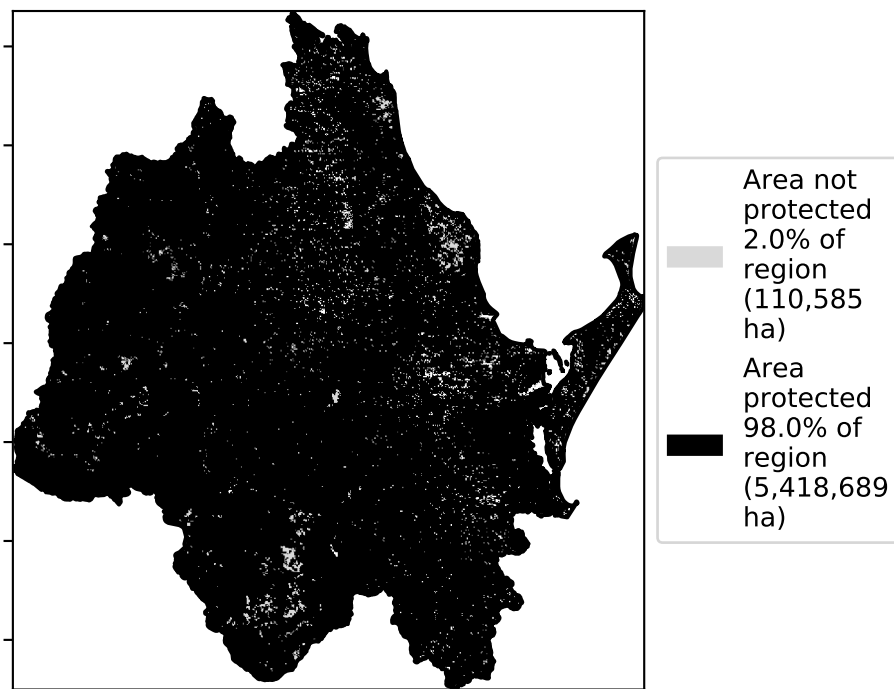 Area not
protected
2.0% of
region
(110,585
ha)
Area
protected
98.0% of
region
(5,418,689
ha)